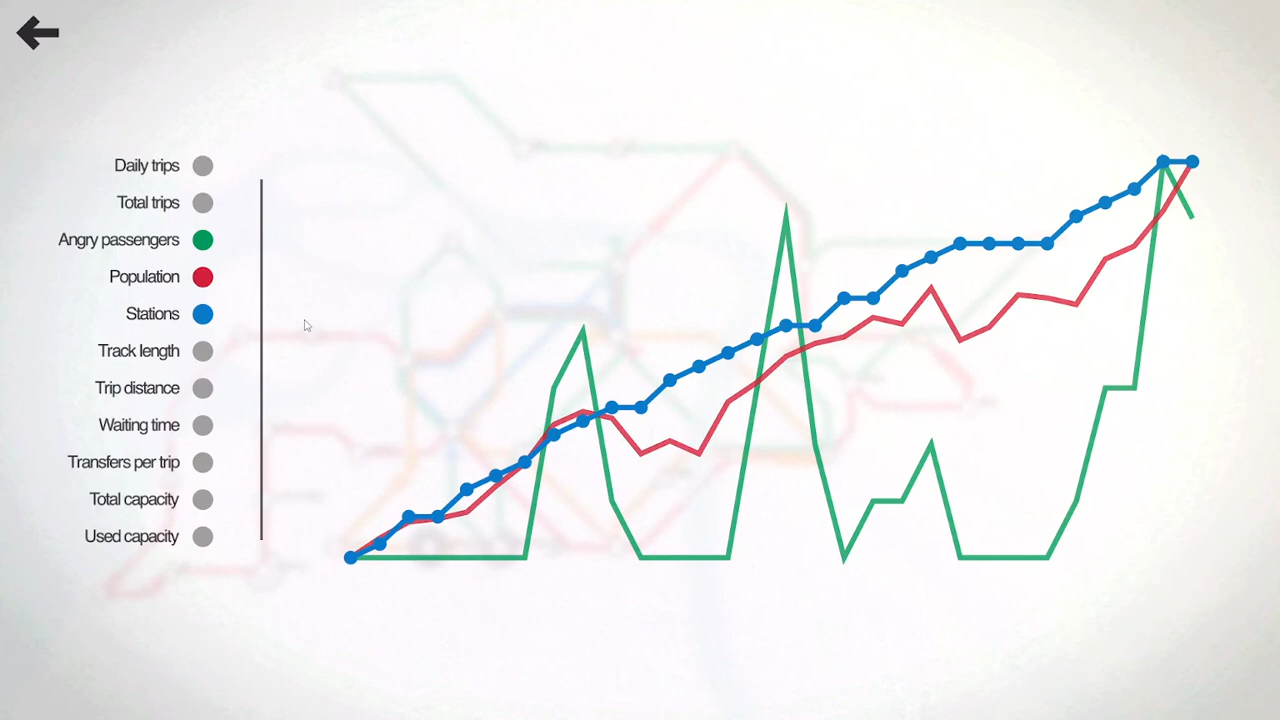 Daily trips
Total trips
Angry passengers
Population
Stations
Track length
Trip distance
Waiting time
Transfers per trip
Total capacity
Used capacity